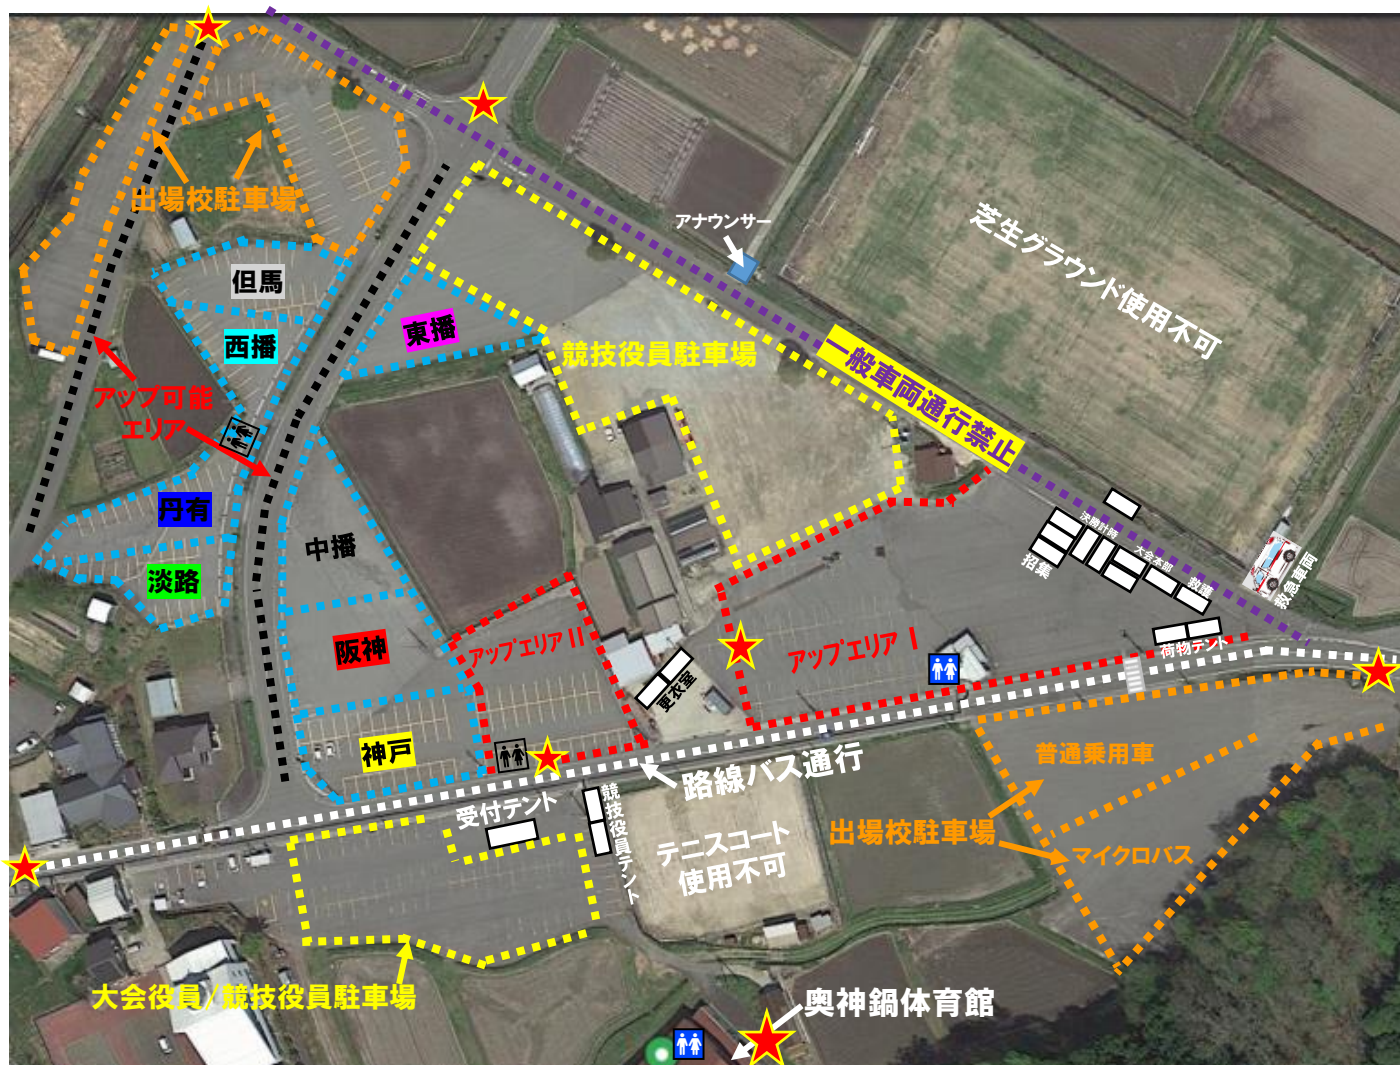 出場校駐車場
アナウンサー
芝生グラウンド使用不可
但馬
西播
東播
競技役員駐車場
一般車両通行禁止
アップ可能
エリア
丹有
淡路
中播
阪神
神戸
アップエリアⅡ
更衣室
アップエリアⅠ
決勝計時
大会本部
救護
招集
救急車両
荷物テント
路線バス通行
受付テント
競技役員テント
テニスコート
使用不可
普通乗用車
出場校駐車場
マイクロバス
大会役員/競技役員駐車場
奥神鍋体育館